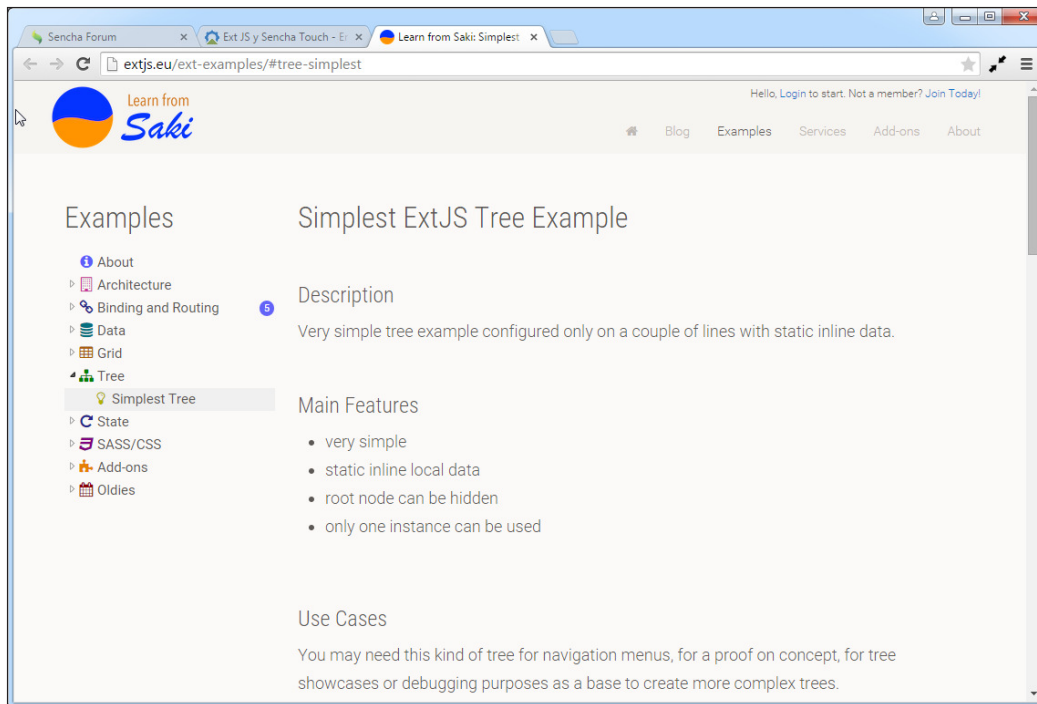 Sencha Forum
Ext JS y Sencha Touch - Er
Learn from Saki: Simplest
extjs.eu/ext-examples/#tree-simplest
Learn from
Saki
Hello, Login to start. Not a member? Join Today!
Blog Examples Services Add-ons About
Examples
About
Architecture
Binding and Routing 5
Data
Grid
Tree
Simplest Tree
State
SASS/CSS
Add-ons
Oldies
Simplest ExtJS Tree Example
Description
Very simple tree example configured only on a couple of lines with static inline data.
Main Features
• very simple
• static inline local data
• root node can be hidden
• only one instance can be used
Use Cases
You may need this kind of tree for navigation menus, for a proof on concept, for tree
showcases or debugging purposes as a base to create more complex trees.